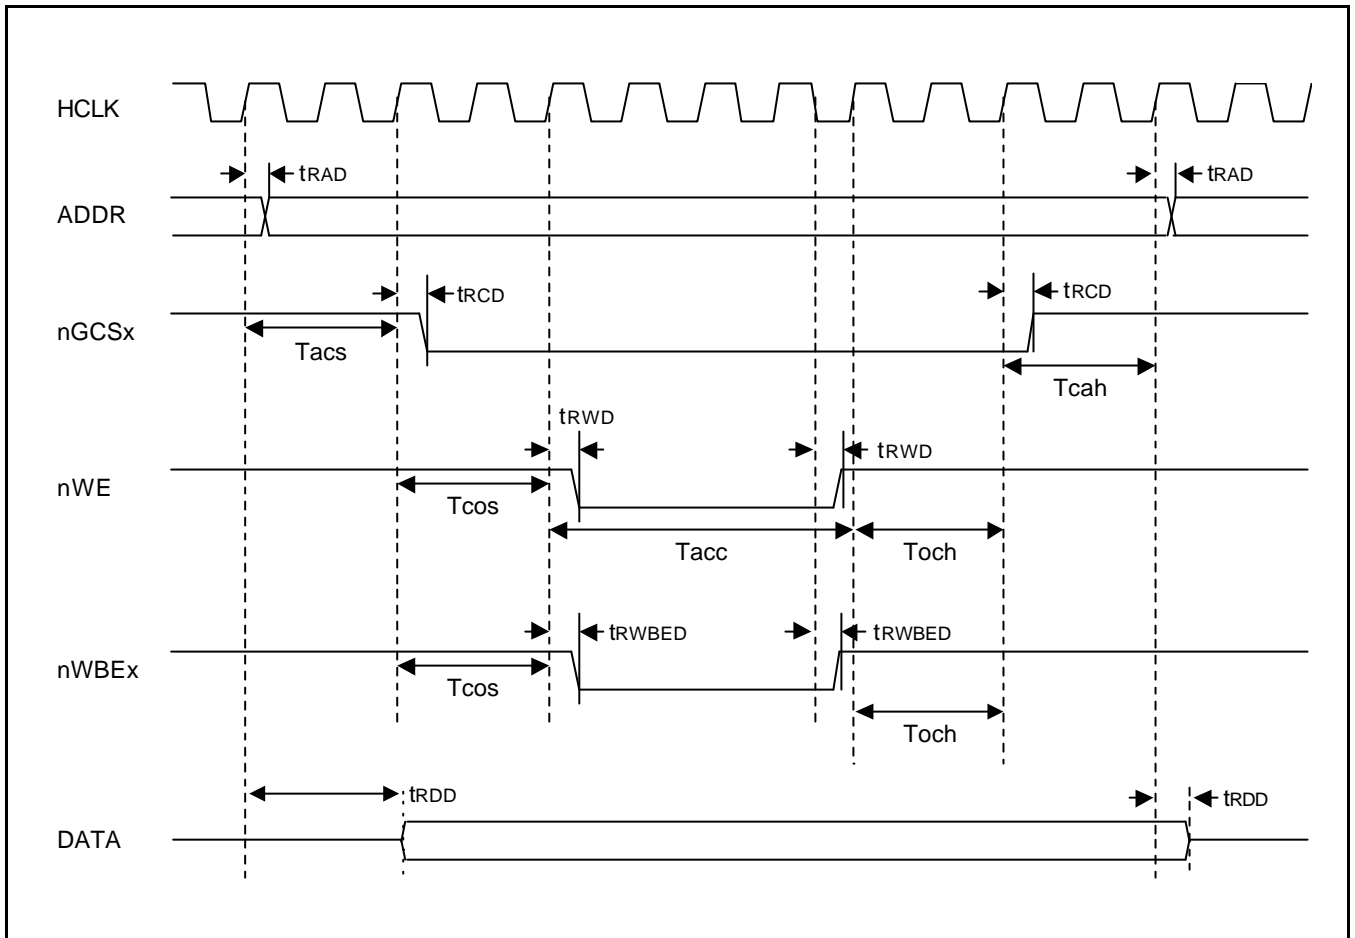 HCLK
tRAD tRAD
ADDR
tRCD tRCD
nGCSx
Tacs
Tcah
tRWD
tRWD
nWE
Tcos
Tacc Toch
tRWBED tRWBED
nWBEx
Tcos
Toch
tRDD tRDD
DATA